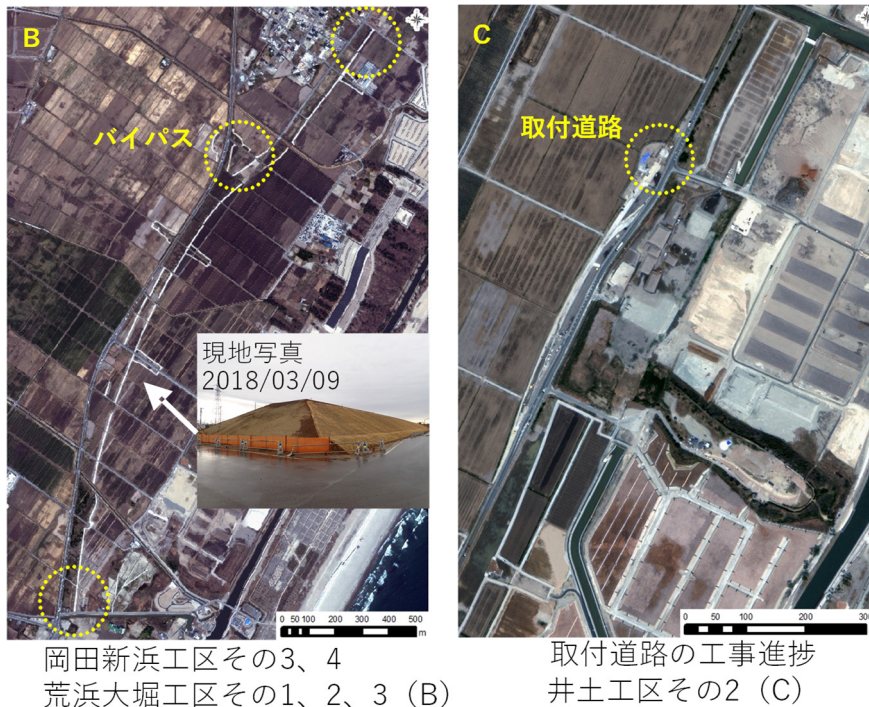 B
バイパス
現地写真
2018/03/09
0 50 100 200 300 400 500
m
岡田新浜工区その3、4
荒浜大堀工区その1、2、3(B)
C
取付道路
0 50 100 200 300
取付道路の工事進捗
井土工区その2(C)